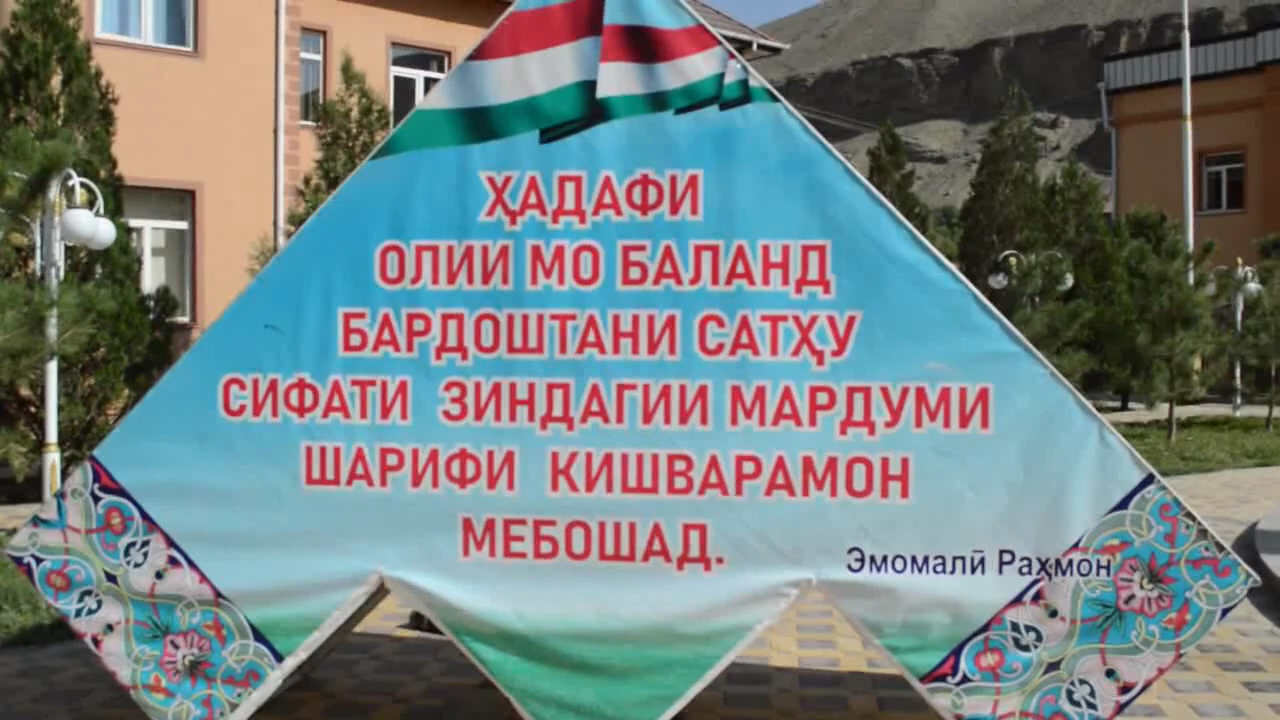 ҲАДАФИ
ОЛИИ МО БАЛАНД
БАРДОШТАНИ САТҲУ
СИФАТИ ЗИНДАГИИ МАРДУМИ
ШАРИФИ КИШВАРАМОН
МЕБОШАД.
Эмомалӣ Раҳмон